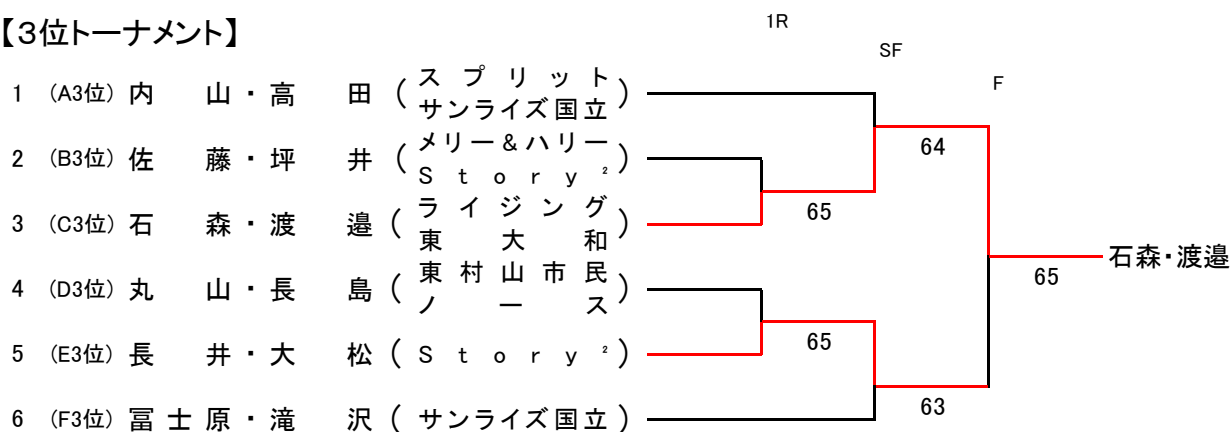 【3位トーナメント】
1R
SF
F
1 (A3位) 内 山・高 田 ( スプリット サンライズ国立 )
2 (B3位) 佐 藤・坪 井 ( メリー&ハリー Story² )
3 (C3位) 石 森・渡 邉 ( ライジング 東大和 )
4 (D3位) 丸 山・長 島 ( 東村山市民 ノース )
5 (E3位) 長 井・大 松 ( Story² )
6 (F3位) 冨士原・滝 沢 ( サンライズ国立 )
65
64
65
63
65
石森・渡邉